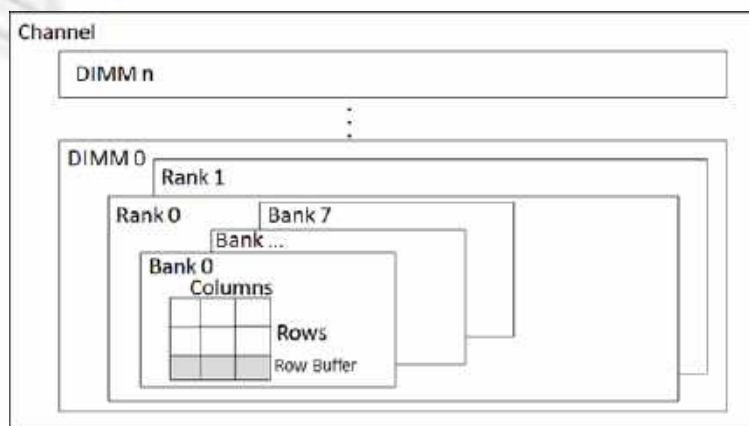 Channel
DIMM n
DIMM 0
Rank 1
Rank 0
Bank 7
Bank ...
Bank 0
Columns
Rows
Row Buffer